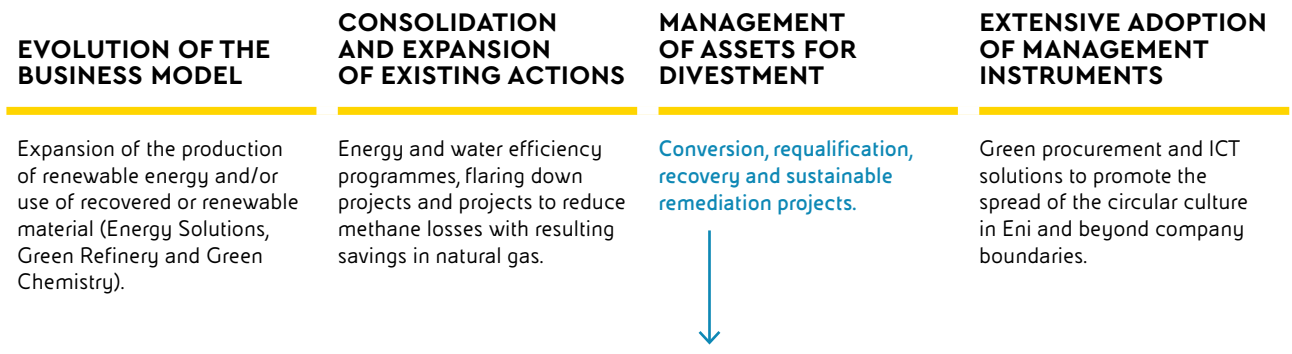 EVOLUTION OF THE
BUSINESS MODEL
Expansion of the production
of renewable energy and/or
use of recovered or renewable
material (Energy Solutions,
Green Refinery and Green
Chemistry).
CONSOLIDATION
AND EXPANSION
OF EXISTING ACTIONS
Energy and water efficiency
programmes, flaring down
projects and projects to reduce
methane losses with resulting
savings in natural gas.
MANAGEMENT
OF ASSETS FOR
DIVESTMENT
Conversion, requalification,
recovery and sustainable
remediation projects.
EXTENSIVE ADOPTION
OF MANAGEMENT
INSTRUMENTS
Green procurement and ICT
solutions to promote the
spread of the circular culture
in Eni and beyond company
boundaries.